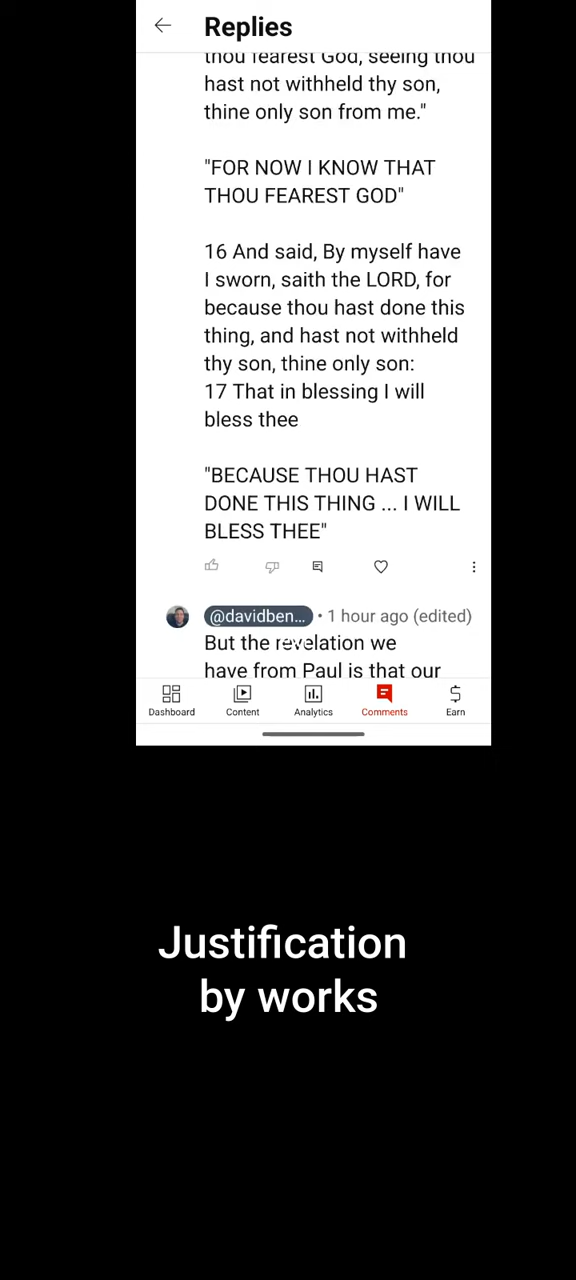 Replies
thou fearest God, seeing thou
hast not withheld thy son,
thine only son from me."
"FOR NOW I KNOW THAT
THOU FEAREST GOD"
16 And said, By myself have
I sworn, saith the LORD, for
because thou hast done this
thing, and hast not withheld
thy son, thine only son:
17 That in blessing I will
bless thee
"BECAUSE THOU HAST
DONE THIS THING ... I WILL
BLESS THEE"
@davidben... • 1 hour ago (edited)
But the revelation we
have from Paul is that our
Dashboard Content Analytics Comments Earn
Justification
by works